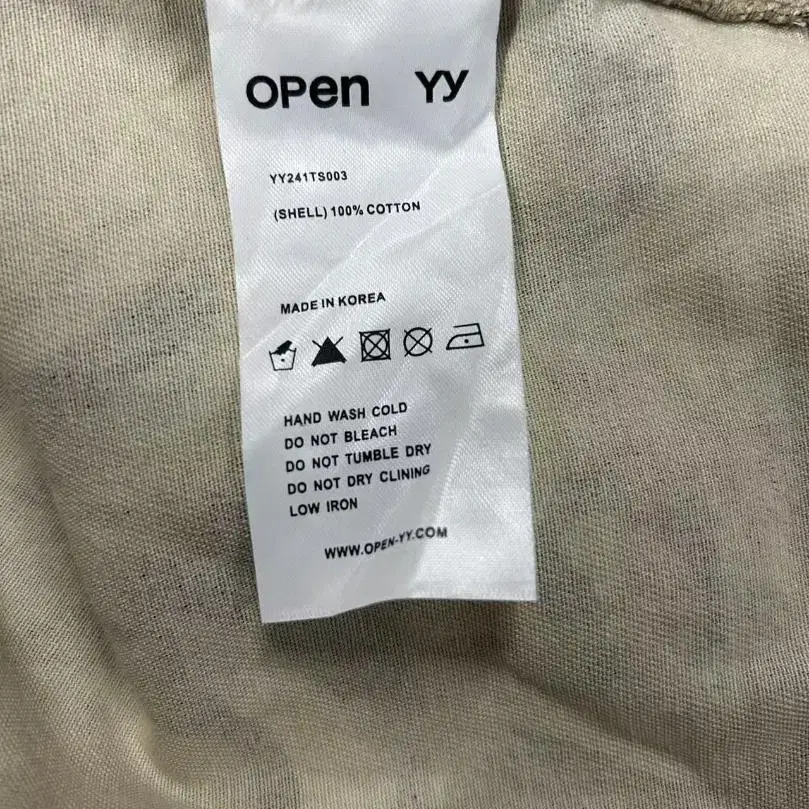 OPen YY
YY241TS003
(SHELL) 100% COTTON
MADE IN KOREA
HAND WASH COLD
DO NOT BLEACH
DO NOT TUMBLE DRY
DO NOT DRY CLINING
LOW IRON
WWW.OPEN-YY.COM